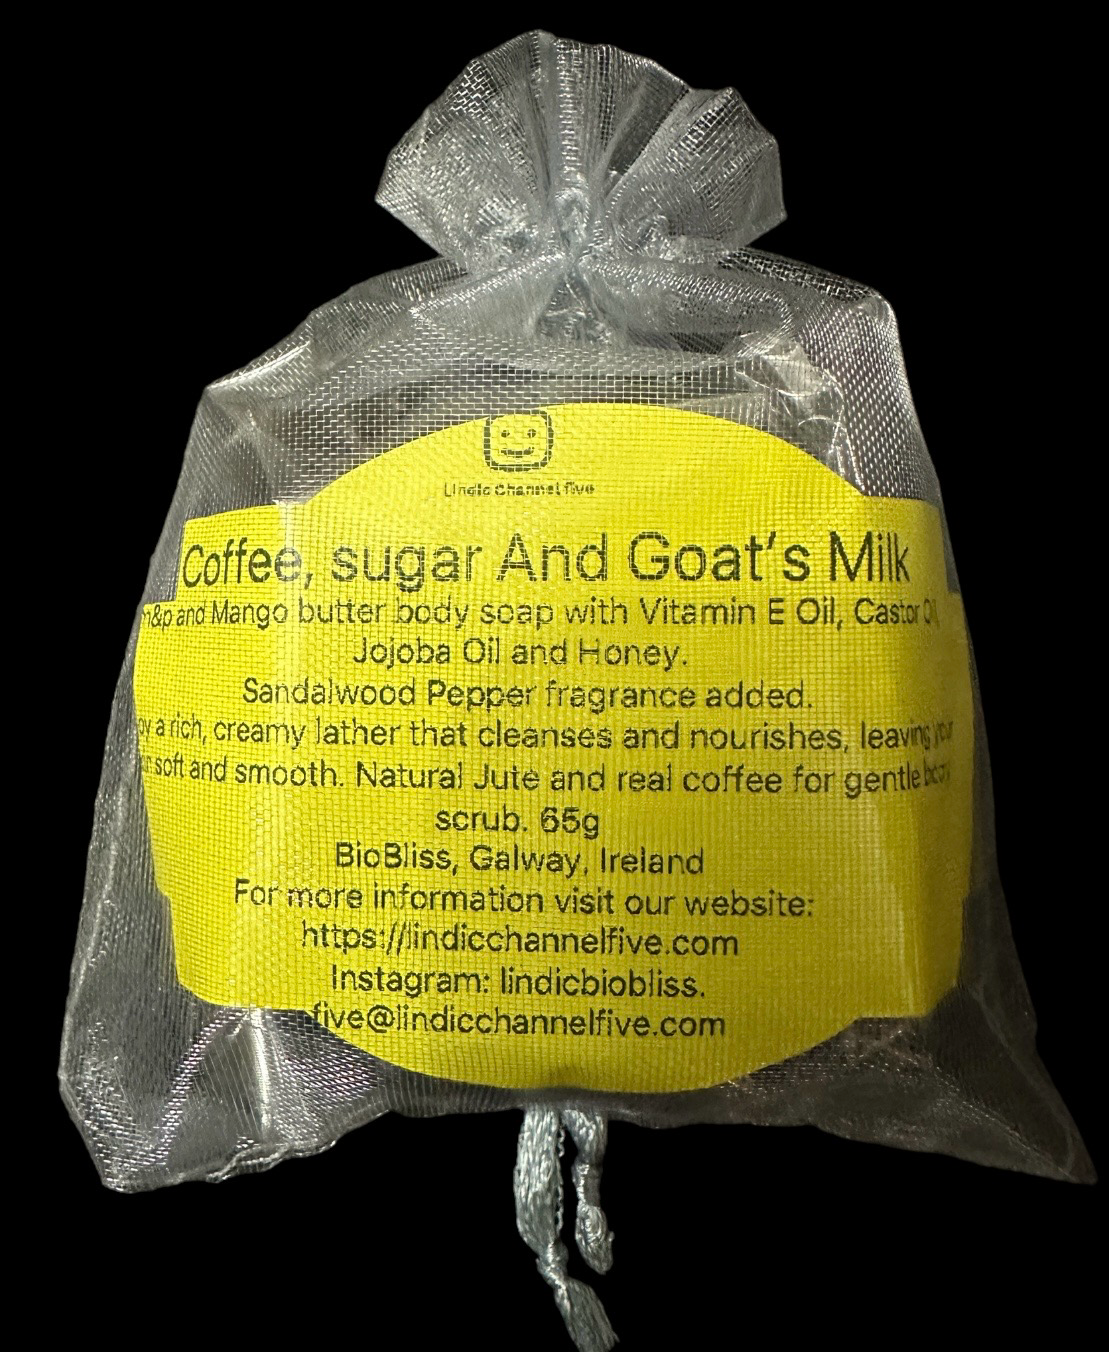 Lindic Channel five
Coffee, sugar And Goat's Milk
m&p and Mango butter body soap with Vitamin E Oil, Castor Oil,
Jojoba Oil and Honey.
Sandalwood Pepper fragrance added.
a rich, creamy lather that cleanses and nourishes, leaving your
soft and smooth. Natural Jute and real coffee for gentle body
scrub. 65g
BioBliss, Galway, Ireland
For more information visit our website:
https://lindicchannelfive.com
Instagram: lindicbiobliss.
five@lindicchannelfive.com